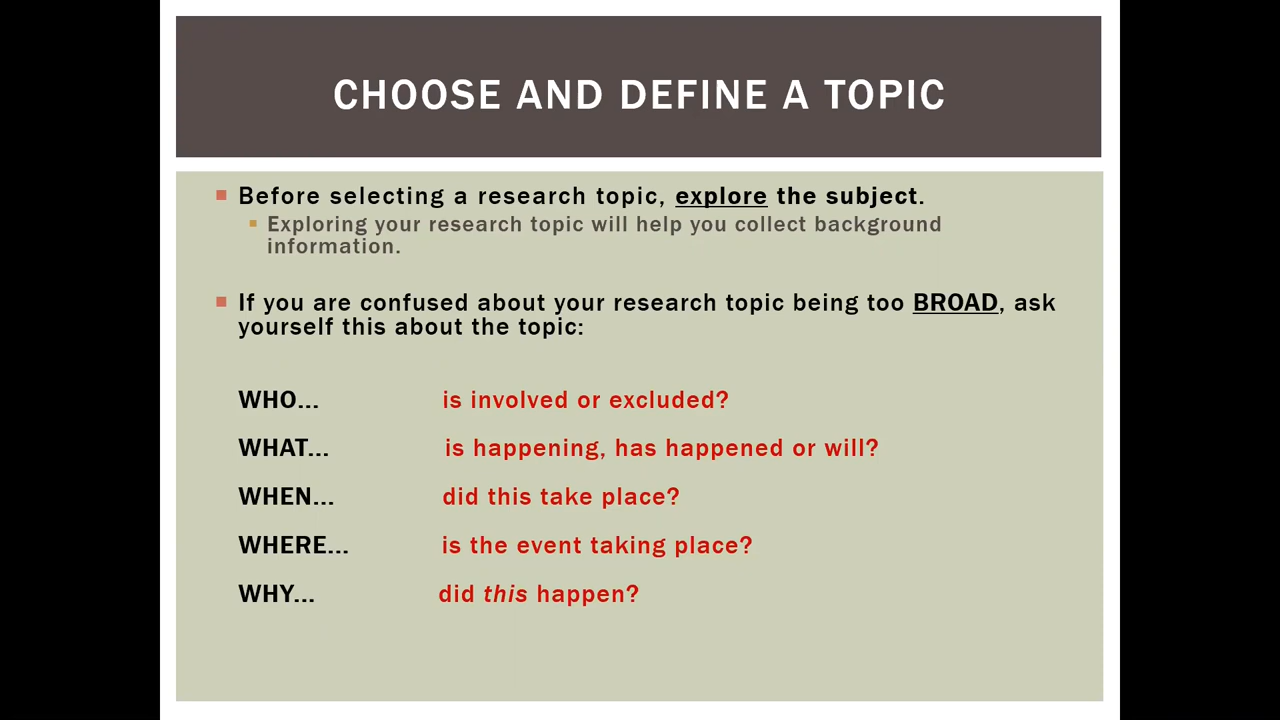 CHOOSE AND DEFINE A TOPIC
Before selecting a research topic, explore the subject.
Exploring your research topic will help you collect background
information.
If you are confused about your research topic being too BROAD, ask
yourself this about the topic:
WHO... is involved or excluded?
WHAT... is happening, has happened or will?
WHEN... did this take place?
WHERE... is the event taking place?
WHY... did this happen?